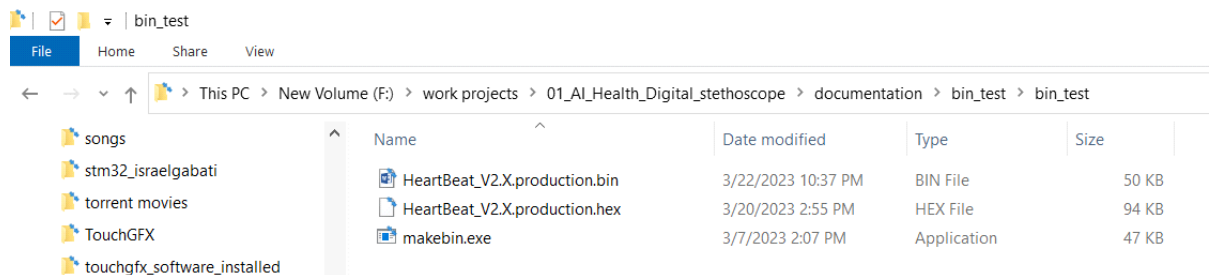 bin_test
File Home Share View
This PC > New Volume (F:) > work projects > 01_AI_Health_Digital_stethoscope > documentation > bin_test > bin_test
songs
stm32_israelgabati
torrent movies
TouchGFX
touchgfx_software_installed
Name Date modified Type Size
HeartBeat_V2.X.production.bin 3/22/2023 10:37 PM BIN File 50 KB
HeartBeat_V2.X.production.hex 3/20/2023 2:55 PM HEX File 94 KB
makebin.exe 3/7/2023 2:07 PM Application 47 KB